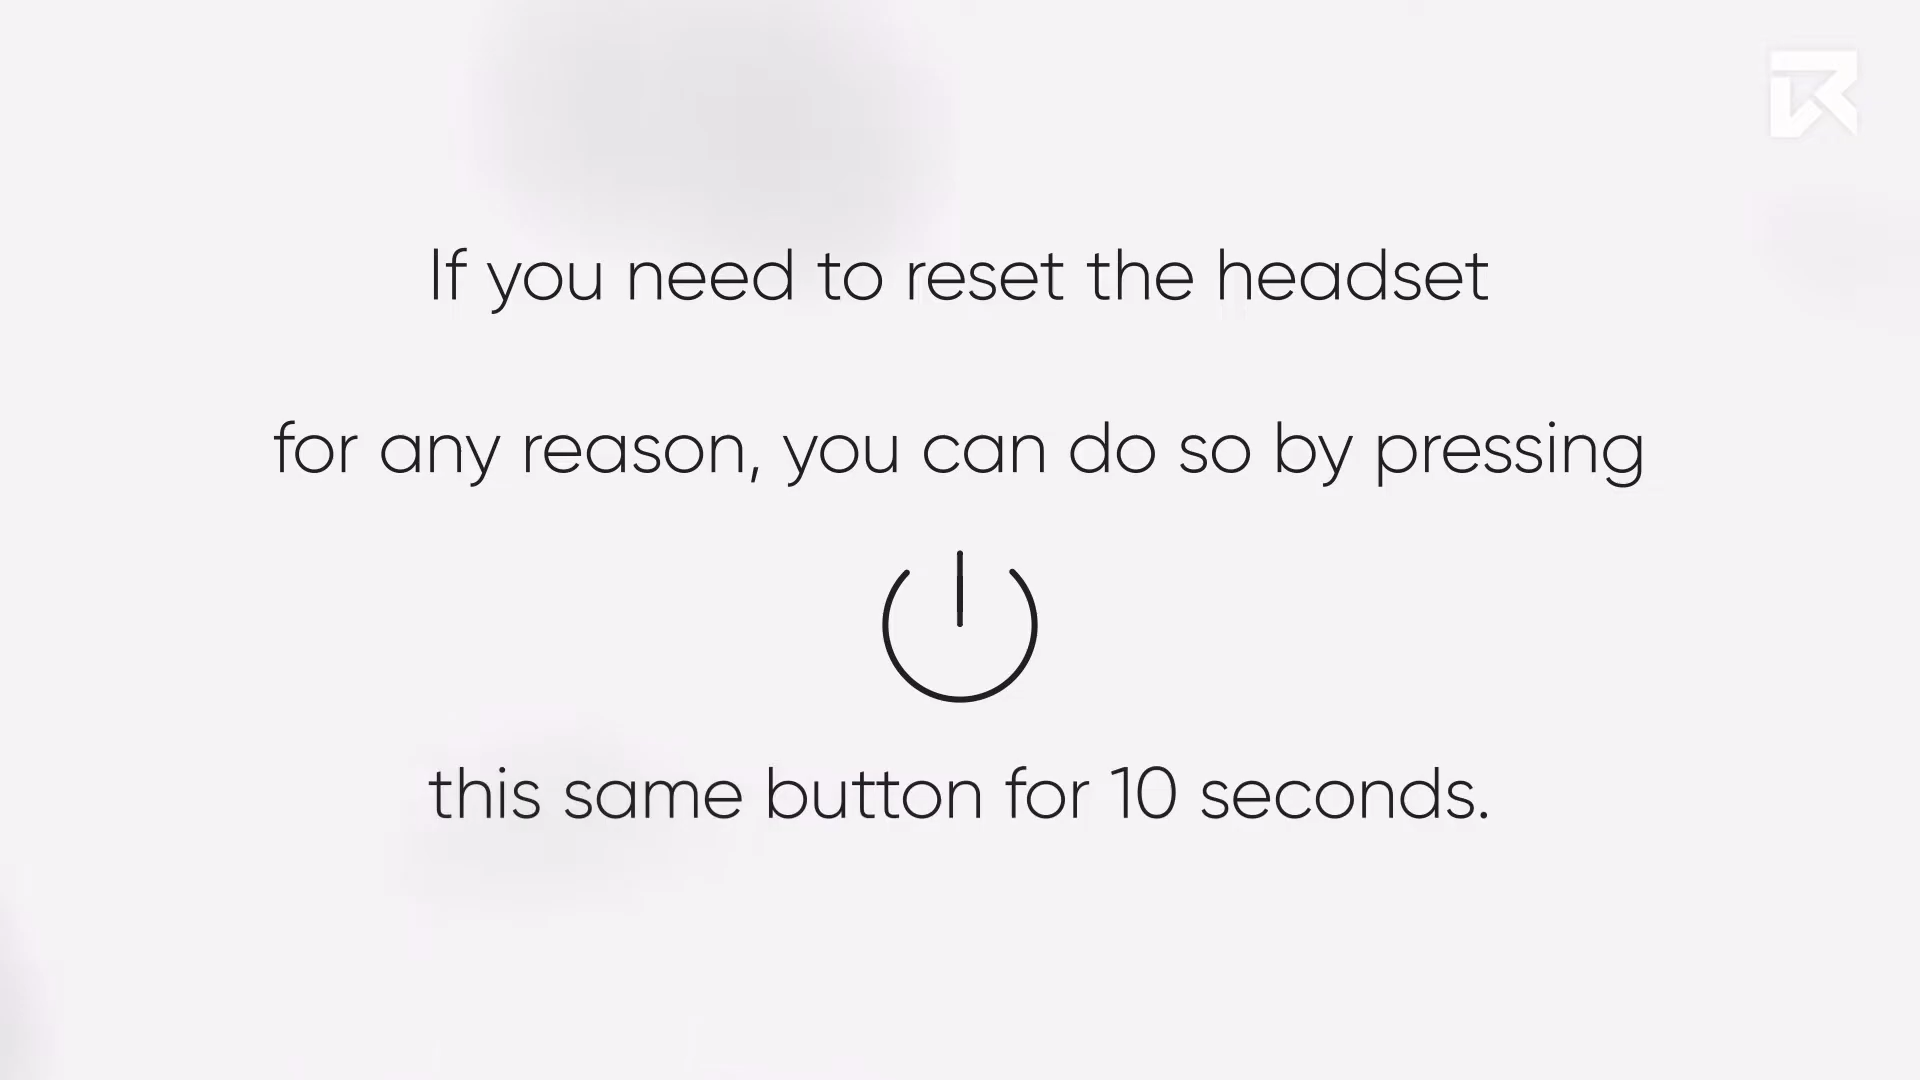 If you need to reset the headset
for any reason, you can do so by pressing
this same button for 10 seconds.